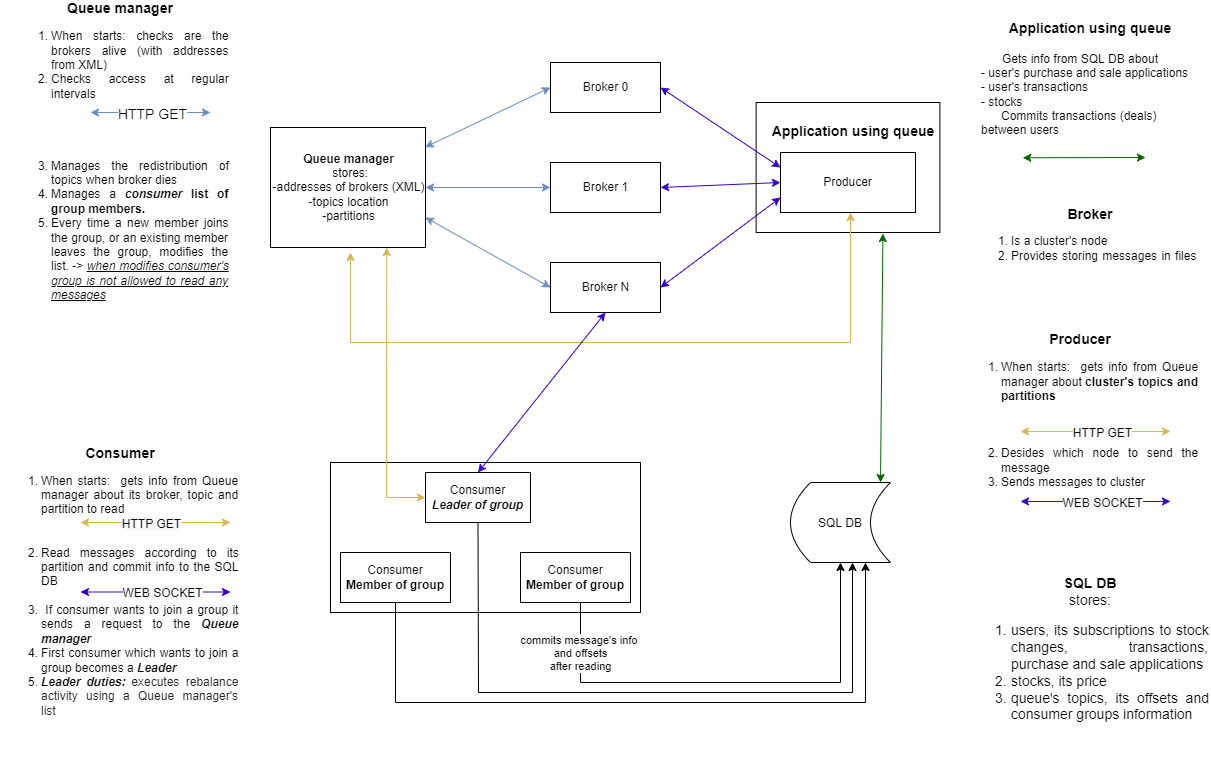 Queue manager
1. When starts: checks are the
brokers alive (with addresses
from XML)
2. Checks access at regular
intervals
HTTP GET
3. Manages the redistribution of
topics when broker dies
4. Manages a consumer list of
group members.
5. Every time a new member joins
the group, or an existing member
leaves the group, modifies the
list. -> when modifies consumer's
group is not allowed to read any
messages
Consumer
1. When starts: gets info from Queue
manager about its broker, topic and
partition to read
HTTP GET
2. Read messages according to its
partition and commit info to the SQL
DB
WEB SOCKET
3. If consumer wants to join a group it
sends a request to the Queue
manager
4. First consumer which wants to join a
group becomes a Leader
5. Leader duties: executes rebalance
activity using a Queue manager's
list
Queue manager
stores:
-addresses of brokers (XML)
-topics location
-partitions
Broker 0
Broker 1
Broker N
Application using queue
Producer
Consumer
Leader of group
Consumer
Member of group
Consumer
Member of group
commits message's info
and offsets
after reading
SQL DB
Application using queue
Gets info from SQL DB about
- user's purchase and sale applications
- user's transactions
- stocks
Commits transactions (deals)
between users
Broker
1. Is a cluster's node
2. Provides storing messages in files
Producer
1. When starts: gets info from Queue
manager about cluster's topics and
partitions
HTTP GET
2. Desides which node to send the
message
3. Sends messages to cluster
WEB SOCKET
SQL DB
stores:
1. users, its subscriptions to stock
changes, transactions,
purchase and sale applications
2. stocks, its price
3. queue's topics, its offsets and
consumer groups information